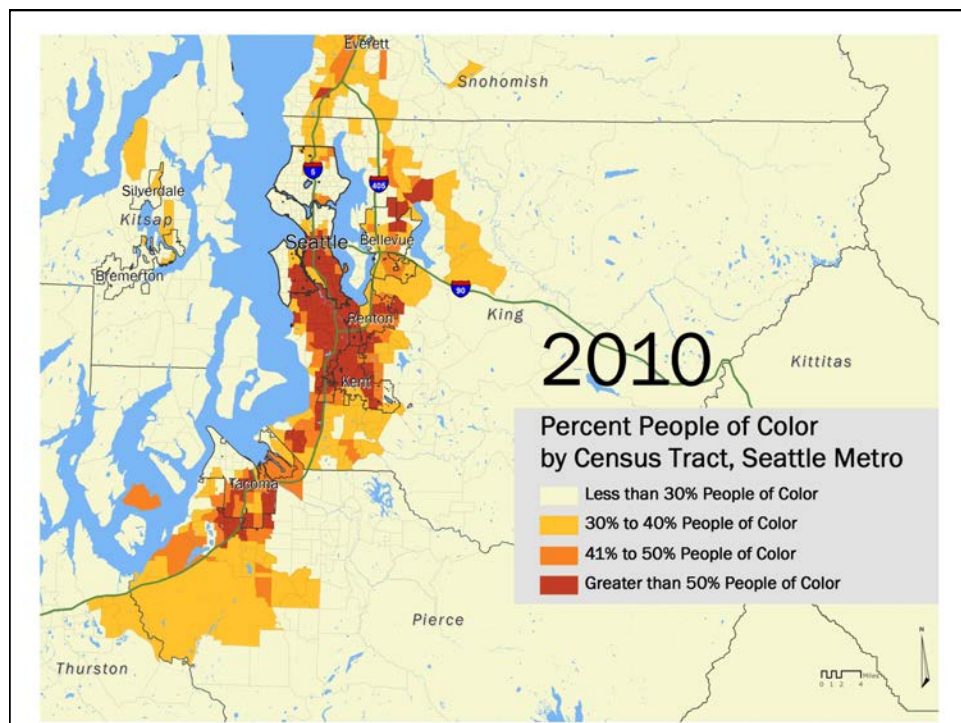 Everett
Snohomish
5
405
Silverdale
Kitsap
Seattle
Bellevue
Bremerton
90
Renton
King
2010
Kittitas
Kent
Percent People of Color
by Census Tract, Seattle Metro
Less than 30% People of Color
Tacoma
30% to 40% People of Color
41% to 50% People of Color
Greater than 50% People of Color
Pierce
Thurston
N
Miles
0 1 2 4